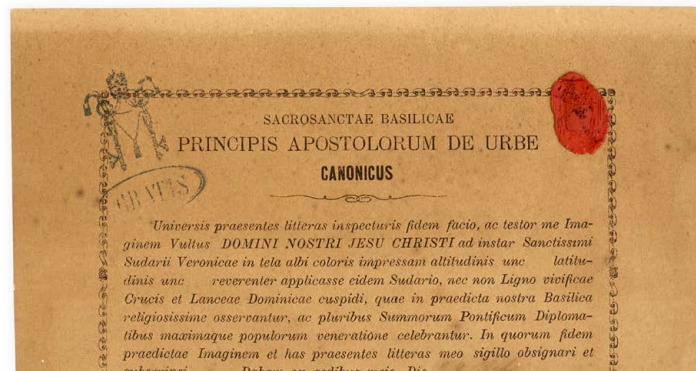 SACROSANCTAE BASILICAE
PRINCIPIS APOSTOLORUM DE URBE
CANONICUS
GRATIS
Universis praesentes litteras inspecturis fidem facio, ac testor me Ima-
ginem Vultus DOMINI NOSTRI JESU CHRISTI ad instar Sanctissimi
Sudarii Veronicae in tela albi coloris impressam altitudinis unc latitu-
dinis unc reverenter applicasse eidem Sudario, nec non Ligno vivificae
Crucis et Lanceae Dominicae cuspidi, quae in praedicta nostra Basilica
religiosissime osservantur, ac pluribus Summorum Pontificum Diploma-
tibus maximaque populorum veneratione celebrantur. In quorum fidem
praedictae Imaginem et has praesentes litteras meo sigillo obsignari et